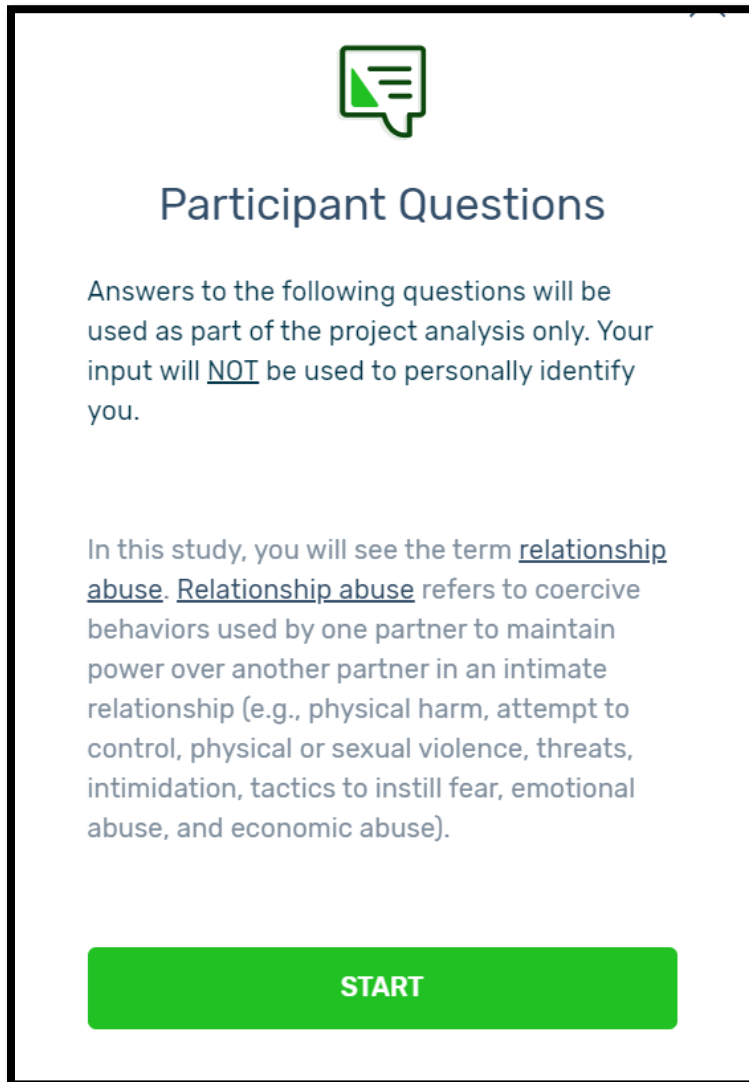 Participant Questions
Answers to the following questions will be
used as part of the project analysis only. Your
input will NOT be used to personally identify
you.
In this study, you will see the term relationship
abuse. Relationship abuse refers to coercive
behaviors used by one partner to maintain
power over another partner in an intimate
relationship (e.g., physical harm, attempt to
control, physical or sexual violence, threats,
intimidation, tactics to instill fear, emotional
abuse, and economic abuse).
START